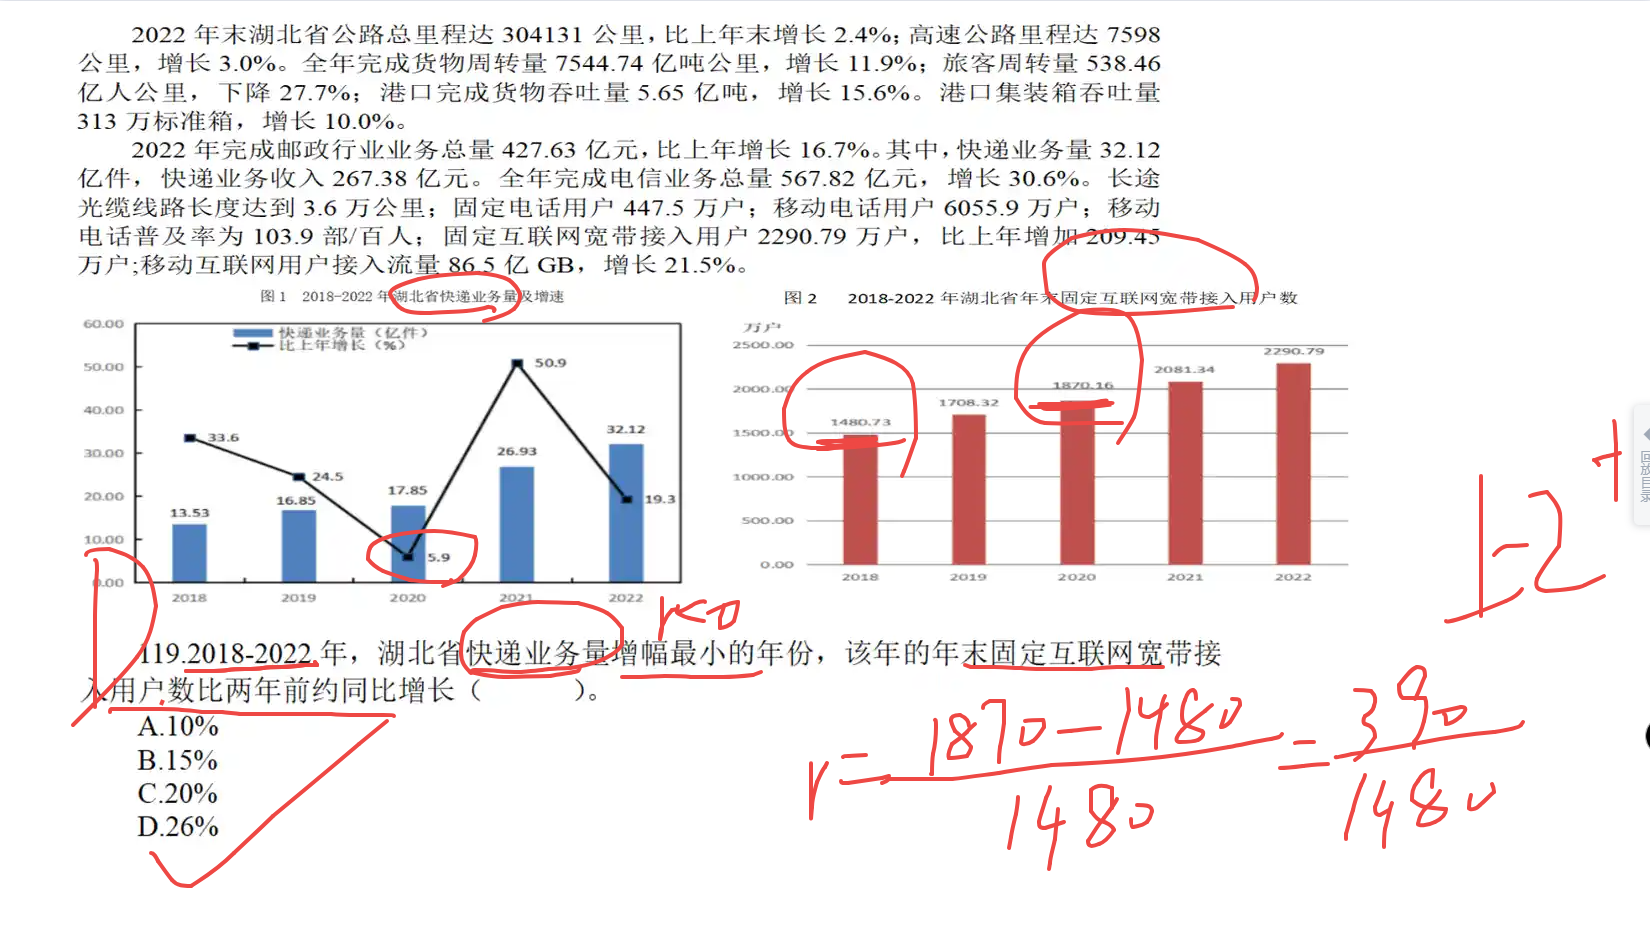 2022 年末湖北省公路总里程达 304131 公里，比上年末增长 2.4%；高速公路里程达 7598
公里，增长 3.0%。全年完成货物周转量 7544.74 亿吨公里，增长 11.9%；旅客周转量 538.46
亿人公里，下降 27.7%；港口完成货物吞吐量 5.65 亿吨，增长 15.6%。港口集装箱吞吐量
313 万标准箱，增长 10.0%。
2022 年完成邮政行业业务总量 427.63 亿元，比上年增长 16.7%。其中，快递业务量 32.12
亿件，快递业务收入 267.38 亿元。全年完成电信业务总量 567.82 亿元，增长 30.6%。长途
光缆线路长度达到 3.6 万公里；固定电话用户 447.5 万户；移动电话用户 6055.9 万户；移动
电话普及率为 103.9 部/百人；固定互联网宽带接入用户 2290.79 万户，比上年增加 209.45
万户;移动互联网用户接入流量 86.5 亿 GB，增长 21.5%。
图 1 2018-2022 年湖北省快递业务量及增速
60.00
50.00
40.00
30.00
20.00
10.00
0.00
快递业务量（亿件）
比上年增长（%）
33.6
24.5
5.9
50.9
19.3
13.53
16.85
17.85
26.93
32.12
2018 2019 2020 2021 2022
图 2 2018-2022 年湖北省年末固定互联网宽带接入用户数
万户
2500.00
2000.00
1500.00
1000.00
500.00
0.00
1480.73
1708.32
1870.16
2081.34
2290.79
2018 2019 2020 2021 2022
回放目录
119.2018-2022 年，湖北省快递业务量增幅最小的年份，该年的年末固定互联网宽带接
入用户数比两年前约同比增长（ ）。
A.10%
B.15%
C.20%
D.26%
r=
1870-1480
1480
=
390
1480